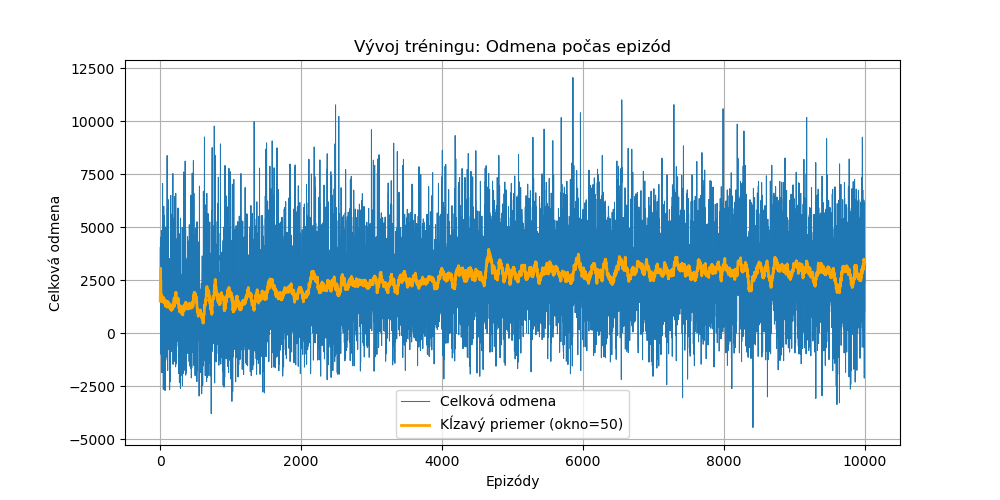 Vývoj tréningu: Odmena počas epizód
Celková odmena
12500
10000
7500
5000
2500
0
−2500
−5000
Celková odmena
Kĺzavý priemer (okno=50)
0 2000 4000 6000 8000 10000
Epizódy